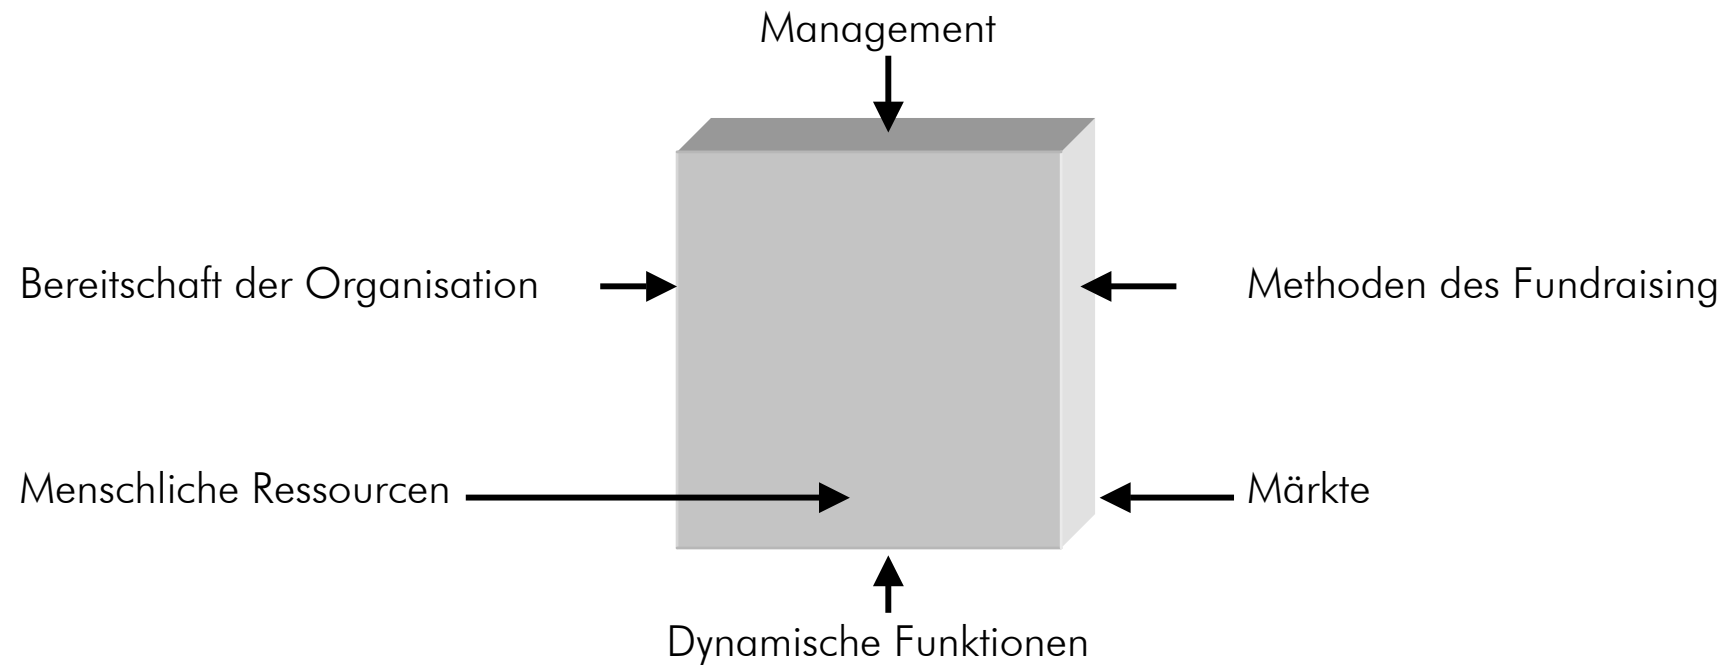 Management
Bereitschaft der Organisation
Methoden des Fundraising
Menschliche Ressourcen
Märkte
Dynamische Funktionen